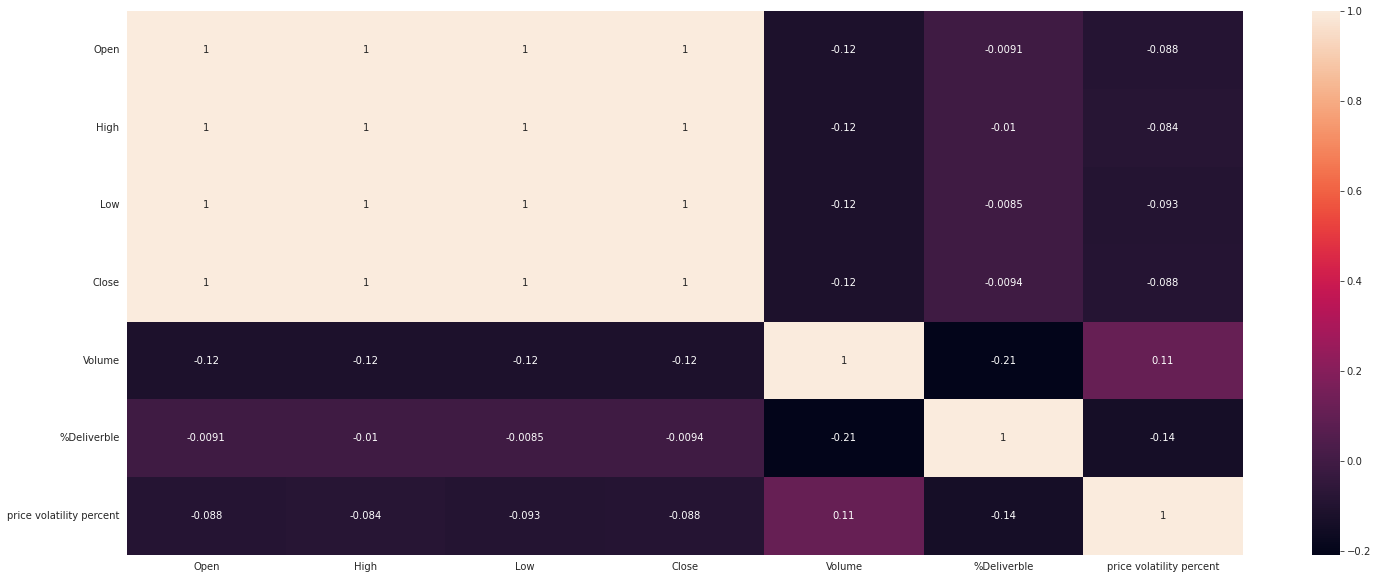 Open 1 1 1 1 -0.12 -0.0091 -0.088
High 1 1 1 1 -0.12 -0.01 -0.084
Low 1 1 1 1 -0.12 -0.0085 -0.093
Close 1 1 1 1 -0.12 -0.0094 -0.088
Volume -0.12 -0.12 -0.12 -0.12 1 -0.21 0.11
%Deliverble -0.0091 -0.01 -0.0085 -0.0094 -0.21 1 -0.14
price volatility percent -0.088 -0.084 -0.093 -0.088 0.11 -0.14 1
Open High Low Close Volume %Deliverble price volatility percent
1.0
0.8
0.6
0.4
0.2
0.0
−0.2